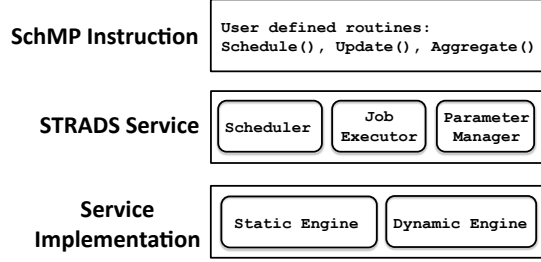 SchMP Instruction
User defined routines:
Schedule(), Update(), Aggregate()
STRADS Service
Scheduler
Job
Executor
Parameter
Manager
Service
Implementation
Static Engine
Dynamic Engine